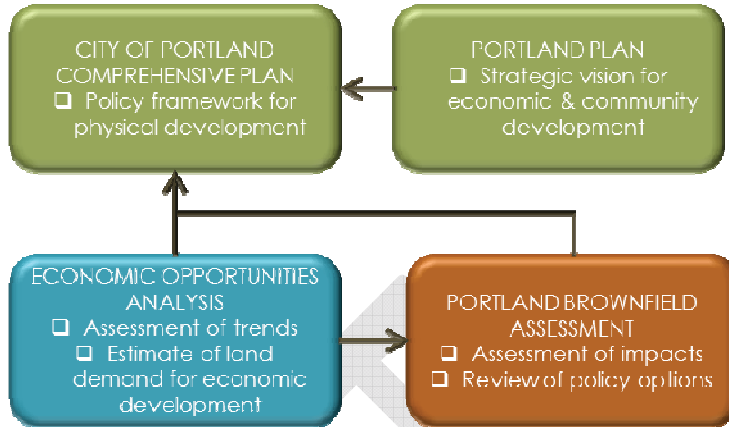 CITY OF PORTLAND
COMPREHENSIVE PLAN
❑ Policy framework for
physical development
PORTLAND PLAN
❑ Strategic vision for
economic & community
development
ECONOMIC OPPORTUNITIES
ANALYSIS
❑ Assessment of trends
❑ Estimate of land
demand for economic
development
PORTLAND BROWNFIELD
ASSESSMENT
❑ Assessment of impacts
❑ Review of policy options